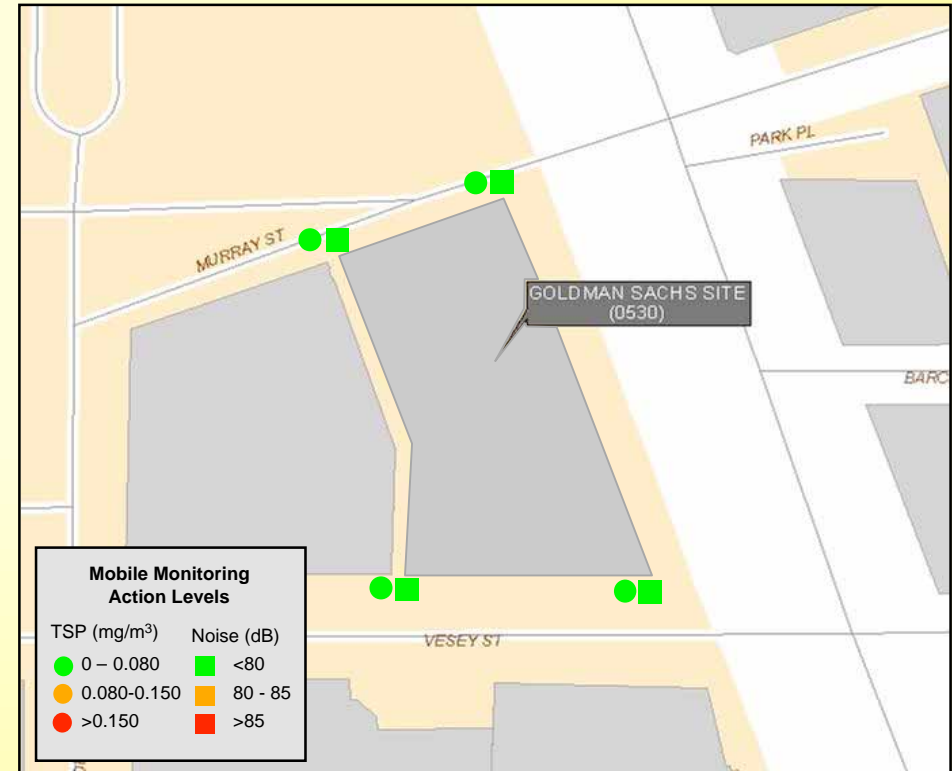 PARK PL
MURRAY ST
GOLDMAN SACHS SITE
(0530)
BARC
Mobile Monitoring
Action Levels
TSP (mg/m³) Noise (dB)
0 – 0.080 <80
0.080-0.150 80 - 85
>0.150 >85
VESEY ST